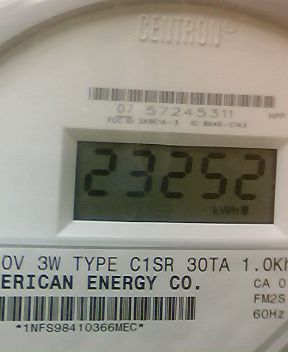 CENTRON®
07 57245311
23252
kWh
0V 3W TYPE C1SR 30TA 1.0Kh
ERICAN ENERGY CO.
CA 0
FM2S
60Hz
*1NFS98410366MEC*